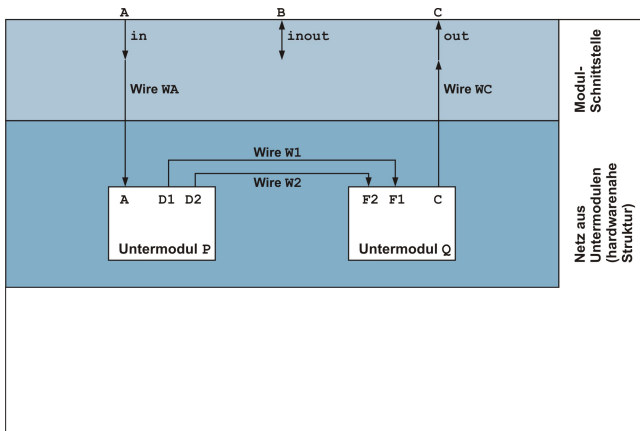 A B C
in inout out
Wire WA Wire WC
Modul-
Schnittstelle
Wire W1
Wire W2
A D1 D2 F2 F1 C
Untermodul P Untermodul Q
Netz aus
Untermodulen
(hardwarenahe
Struktur)